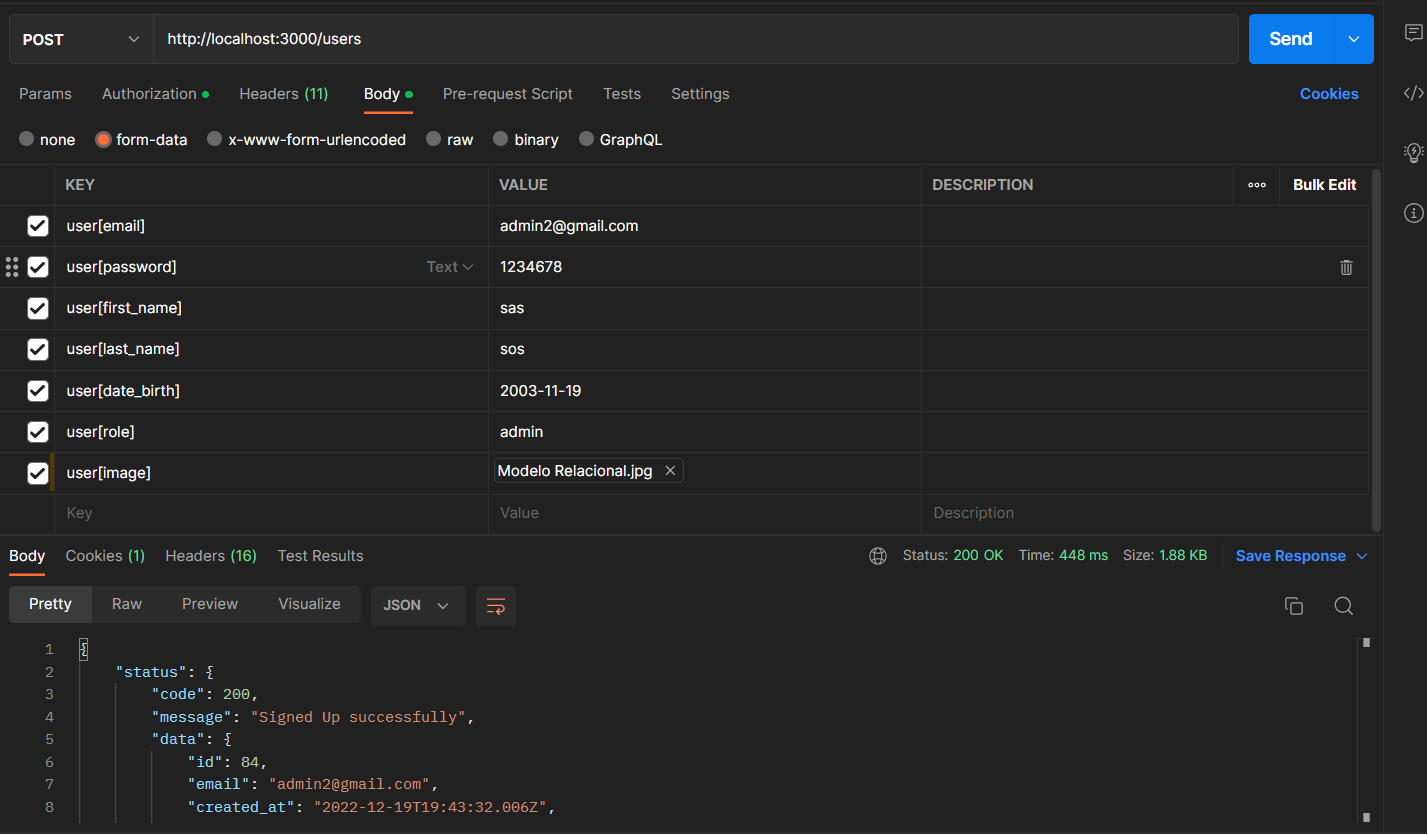 POST http://localhost:3000/users Send
Params Authorization Headers (11) Body Pre-request Script Tests Settings Cookies
none form-data x-www-form-urlencoded raw binary GraphQL
KEY VALUE DESCRIPTION Bulk Edit
user[email] admin2@gmail.com
user[password] Text 1234678
user[first_name] sas
user[last_name] sos
user[date_birth] 2003-11-19
user[role] admin
user[image] Modelo Relacional.jpg
Key Value Description
Body Cookies (1) Headers (16) Test Results Status: 200 OK Time: 448 ms Size: 1.88 KB Save Response
Pretty Raw Preview Visualize JSON
1 {
2 "status": {
3 "code": 200,
4 "message": "Signed Up successfully",
5 "data": {
6 "id": 84,
7 "email": "admin2@gmail.com",
8 "created_at": "2022-12-19T19:43:32.006Z",